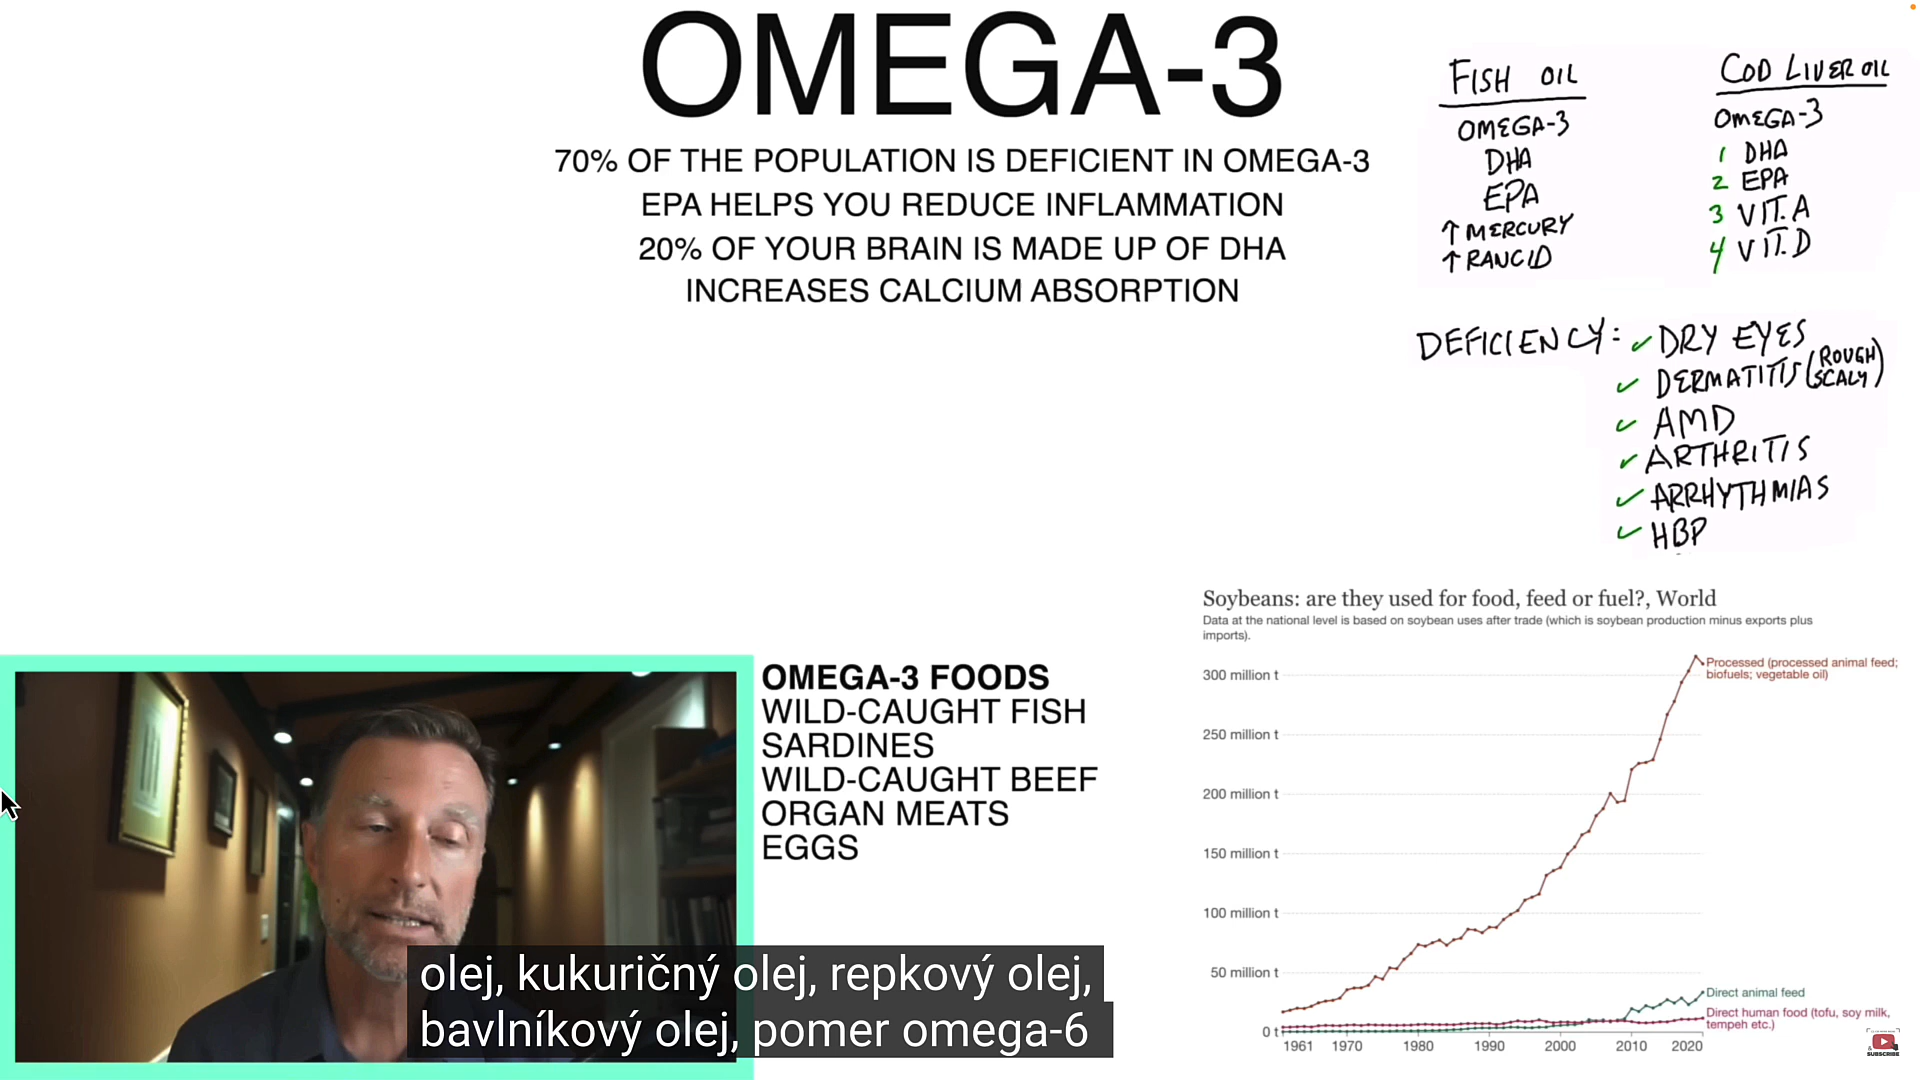 OMEGA-3
70% OF THE POPULATION IS DEFICIENT IN OMEGA-3
EPA HELPS YOU REDUCE INFLAMMATION
20% OF YOUR BRAIN IS MADE UP OF DHA
INCREASES CALCIUM ABSORPTION
FISH OIL
OMEGA-3
DHA
EPA
↑ MERCURY
↑ RANCID
COD LIVER OIL
OMEGA-3
1 DHA
2 EPA
3 VIT. A
4 VIT. D
DEFICIENCY: ✓ DRY EYES
✓ DERMATITIS (ROUGH SCALY)
✓ AMD
✓ ARTHRITIS
✓ ARRHYTHMIAS
✓ HBP
OMEGA-3 FOODS
WILD-CAUGHT FISH
SARDINES
WILD-CAUGHT BEEF
ORGAN MEATS
EGGS
olej, kukuričný olej, repkový olej,
bavlníkový olej, pomer omega-6
Soybeans: are they used for food, feed or fuel?, World
Data at the national level is based on soybean uses after trade (which is soybean production minus exports plus
imports).
300 million t
250 million t
200 million t
150 million t
100 million t
50 million t
0 t
1961 1970 1980 1990 2000 2010 2020
Processed (processed animal feed;
biofuels; vegetable oil)
Direct animal feed
Direct human food (tofu, soy milk,
tempeh etc.)
SUBSCRIBE